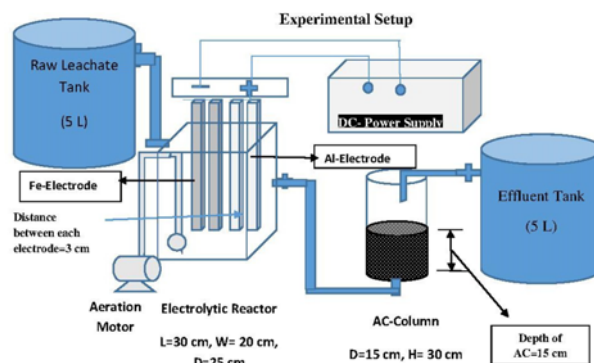 Experimental Setup
Raw Leachate
Tank
(5 L)
DC- Power Supply
Al-Electrode
Fe-Electrode
Effluent Tank
(5 L)
Distance
between each
electrode=3 cm
Aeration
Motor
Electrolytic Reactor
L=30 cm, W= 20 cm,
D=25 cm
AC-Column
D=15 cm, H= 30 cm
Depth of
AC=15 cm